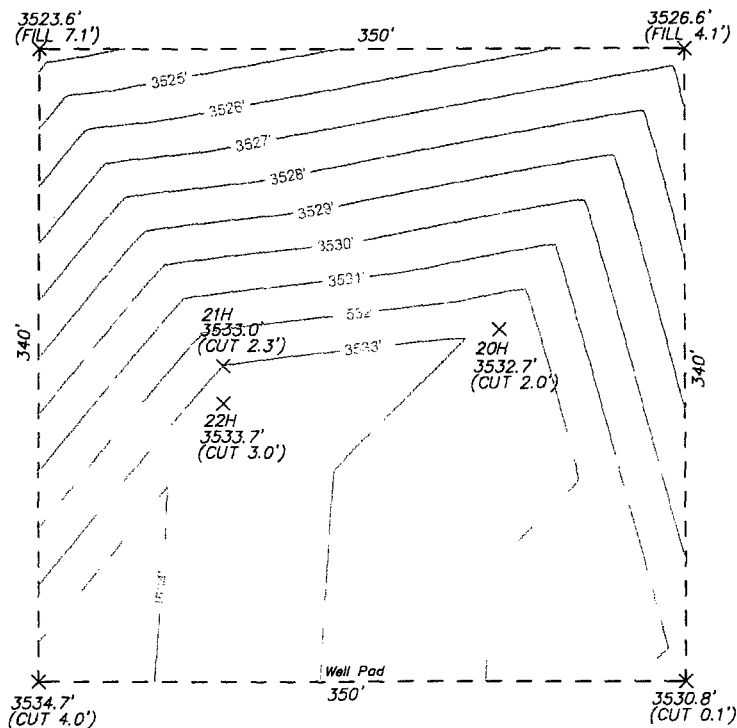 3523.6'
(FILL 7.1')
350'
3526.6'
(FILL 4.1')
3525'
3526'
3527'
3528'
3529'
3530'
3531'
21H
3533.0'
(CUT 2.3')
532'
3533'
20H
3532.7'
(CUT 2.0')
340'
340'
22H
3533.7'
(CUT 3.0')
Well Pad
350'
3534.7'
(CUT 4.0')
3530.8'
(CUT 0.1')